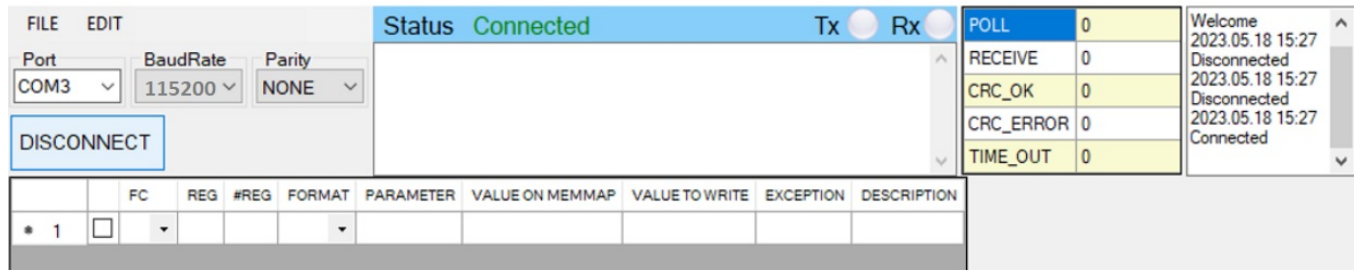 FILE EDIT
Status Connected Tx Rx
Port BaudRate Parity
COM3 115200 NONE
DISCONNECT
POLL 0
RECEIVE 0
CRC_OK 0
CRC_ERROR 0
TIME_OUT 0
Welcome
2023.05.18 15:27
Disconnected
2023.05.18 15:27
Disconnected
2023.05.18 15:27
Connected
FC REG #REG FORMAT PARAMETER VALUE ON MEMMAP VALUE TO WRITE EXCEPTION DESCRIPTION
* 1